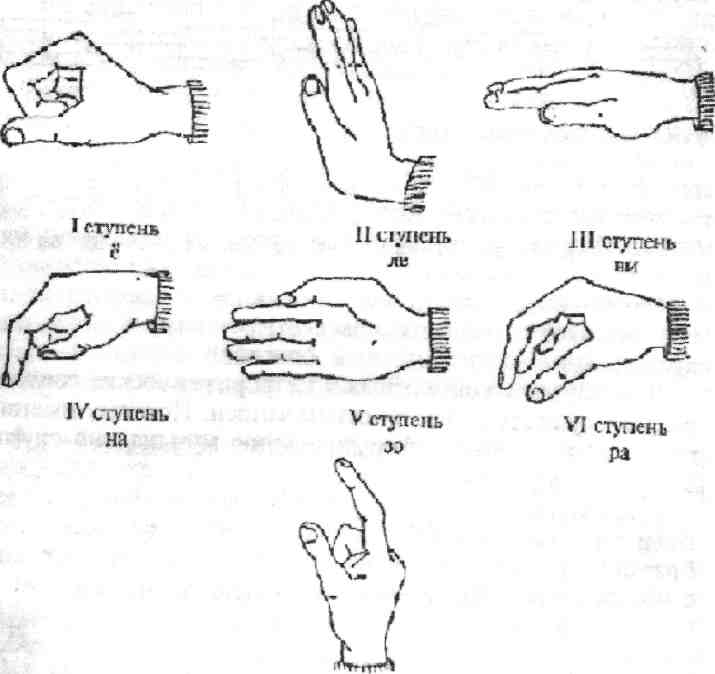 I ступень
ё
II ступень
ле
III ступень
ви
IV ступень
на
V ступень
зо
VI ступень
ра